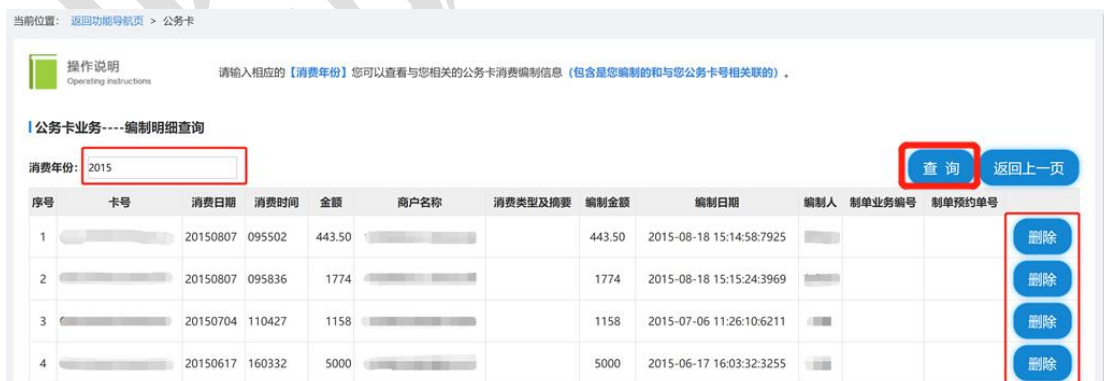 当前位置： 返回功能导航页 > 公务卡
操作说明
Operating instructions
请输入相应的【消费年份】您可以查看与您相关的公务卡消费编制信息（包含是您编制的和与您公务卡号相关联的）.
公务卡业务----编制明细查询
消费年份： 2015 查 询 返回上一页
序号 卡号 消费日期 消费时间 金额 商户名称 消费类型及摘要 编制金额 编制日期 编制人 制单业务编号 制单预约单号
1 20150807 095502 443.50 443.50 2015-08-18 15:14:58:7925 删除
2 20150807 095836 1774 1774 2015-08-18 15:15:24:3969 删除
3 20150704 110427 1158 1158 2015-07-06 11:26:10:6211 删除
4 20150617 160332 5000 5000 2015-06-17 16:03:32:3255 删除